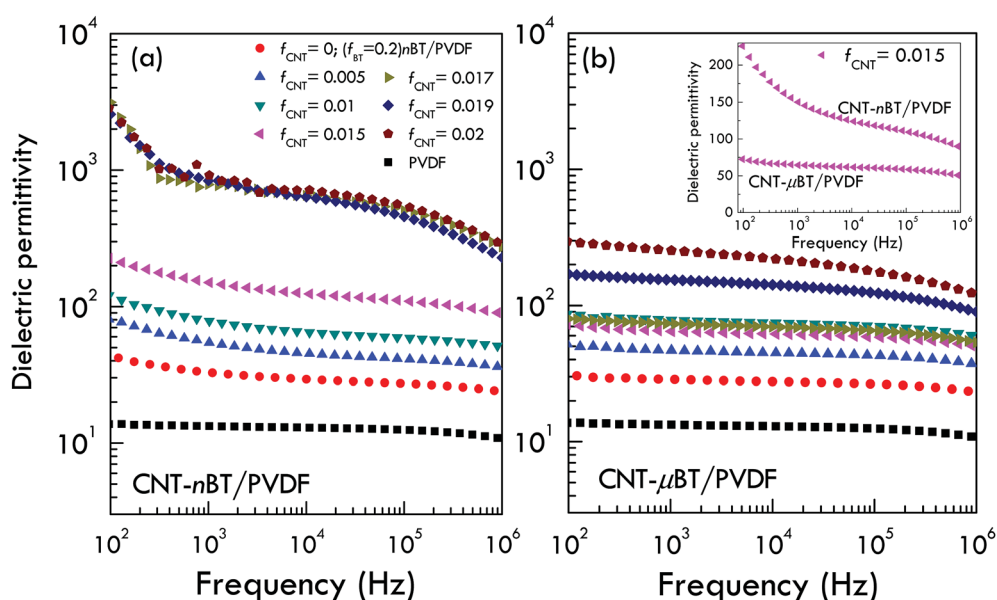 (a)
f_CNT = 0; (f_BT=0.2)nBT/PVDF
f_CNT = 0.005
f_CNT = 0.017
f_CNT = 0.01
f_CNT = 0.019
f_CNT = 0.015
f_CNT = 0.02
PVDF
10⁴
10³
10²
10¹
Dielectric permittivity
CNT-nBT/PVDF
10² 10³ 10⁴ 10⁵ 10⁶
Frequency (Hz)
(b)
10⁴
10³
10²
10¹
f_CNT = 0.015
200
150
100
50
0
Dielectric permittivity
CNT-nBT/PVDF
CNT-μBT/PVDF
10² 10³ 10⁴ 10⁵ 10⁶
Frequency (Hz)
CNT-μBT/PVDF
10² 10³ 10⁴ 10⁵ 10⁶
Frequency (Hz)